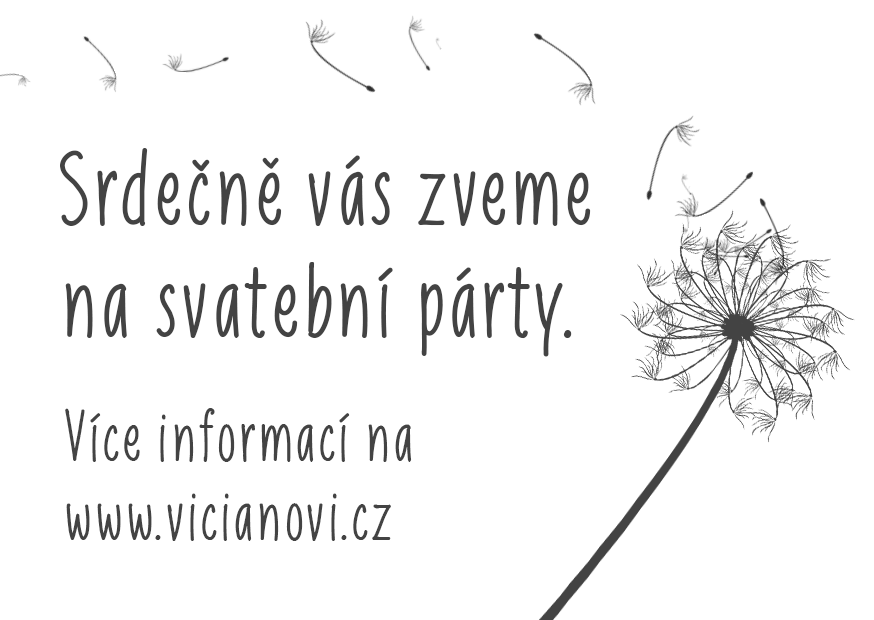 Srdečně vás zveme
na svatební párty.
Více informací na
www.vicianovi.cz